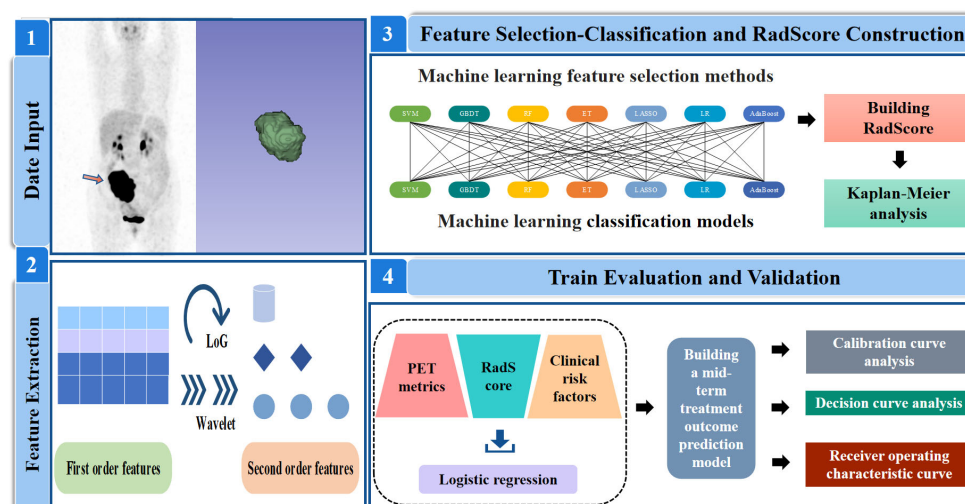 1
Date Input
2
Feature Extraction
LoG
Wavelet
First order features
Second order features
3
Feature Selection-Classification and RadScore Construction
Machine learning feature selection methods
SVM GBDT RF ET LASSO LR AdaBoost
SVM GBDT RF ET LASSO LR AdaBoost
Machine learning classification models
Building
RadScore
Kaplan-Meier
analysis
4
Train Evaluation and Validation
PET
metrics
RadS
core
Clinical
risk
factors
Logistic regression
Building
a mid-
term
treatment
outcome
prediction
model
Calibration curve
analysis
Decision curve analysis
Receiver operating
characteristic curve